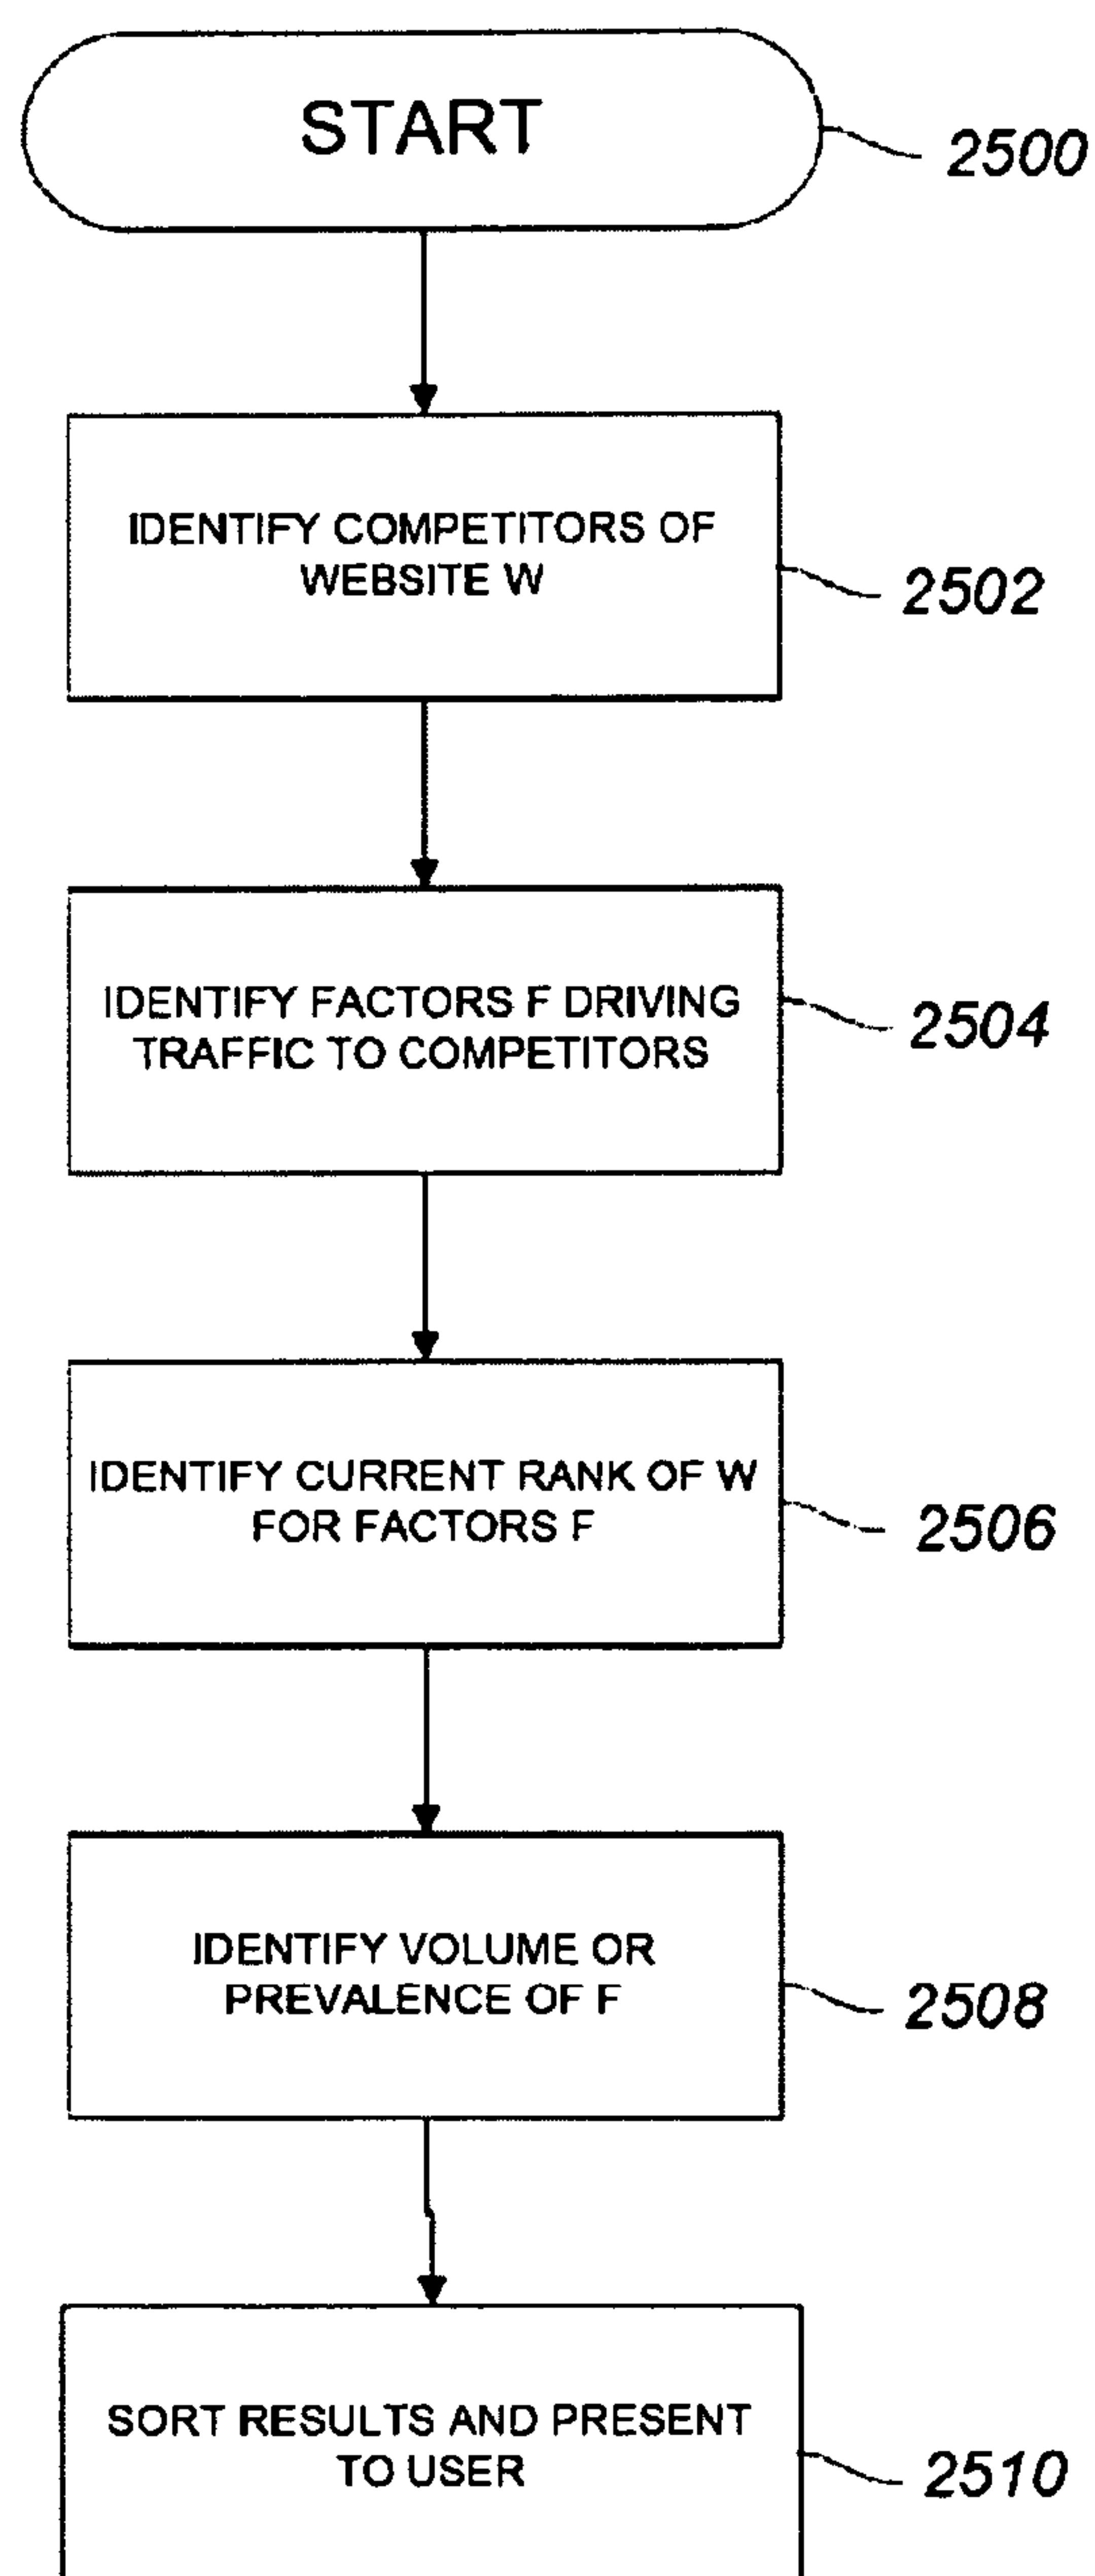 START
2500
IDENTIFY COMPETITORS OF
WEBSITE W
2502
IDENTIFY FACTORS F DRIVING
TRAFFIC TO COMPETITORS
2504
IDENTIFY CURRENT RANK OF W
FOR FACTORS F
2506
IDENTIFY VOLUME OR
PREVALENCE OF F
2508
SORT RESULTS AND PRESENT
TO USER
2510